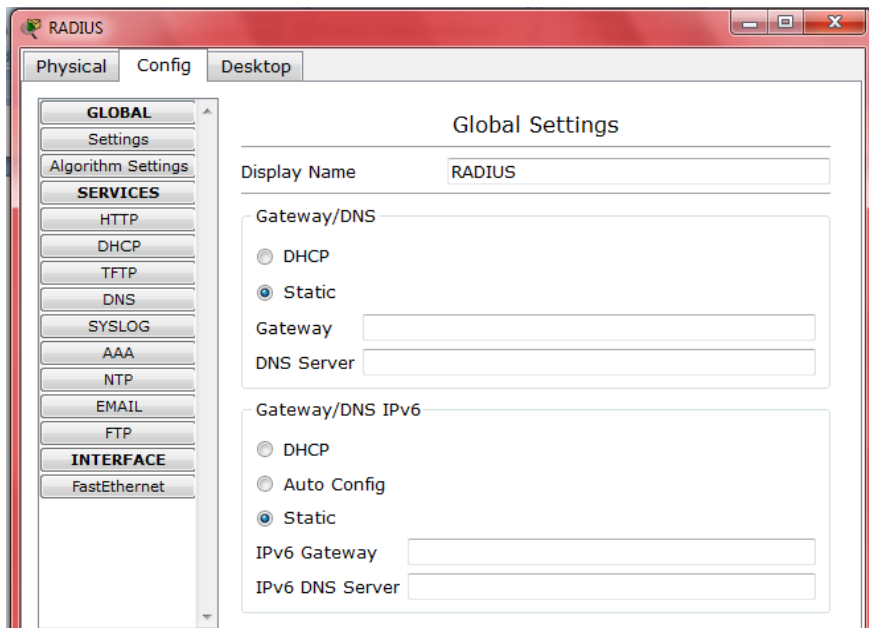 RADIUS
Physical Config Desktop
GLOBAL
Settings
Algorithm Settings
SERVICES
HTTP
DHCP
TFTP
DNS
SYSLOG
AAA
NTP
EMAIL
FTP
INTERFACE
FastEthernet
Global Settings
Display Name RADIUS
Gateway/DNS
DHCP
Static
Gateway
DNS Server
Gateway/DNS IPv6
DHCP
Auto Config
Static
IPv6 Gateway
IPv6 DNS Server